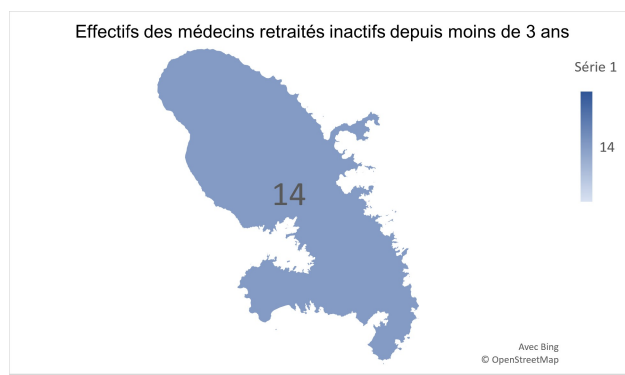 Effectifs des médecins retraités inactifs depuis moins de 3 ans
Série 1
14
14
Avec Bing
© OpenStreetMap